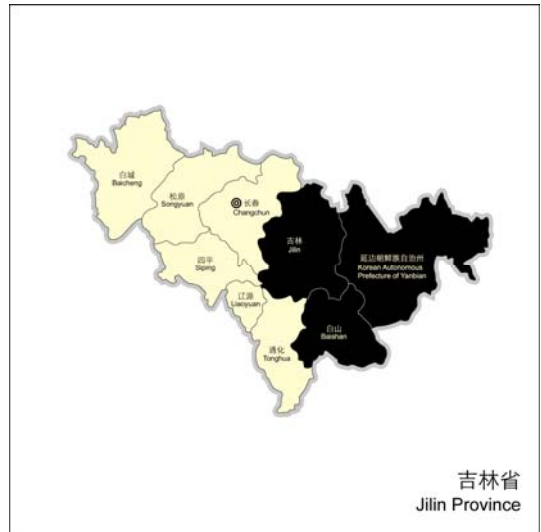 白城
Baicheng
松原
Songyuan
长春
Changchun
吉林
Jilin
延边朝鲜族自治州
Korean Autonomous
Prefecture of Yanbian
四平
Siping
辽源
Liaoyuan
白山
Baishan
通化
Tonghua
吉林省
Jilin Province